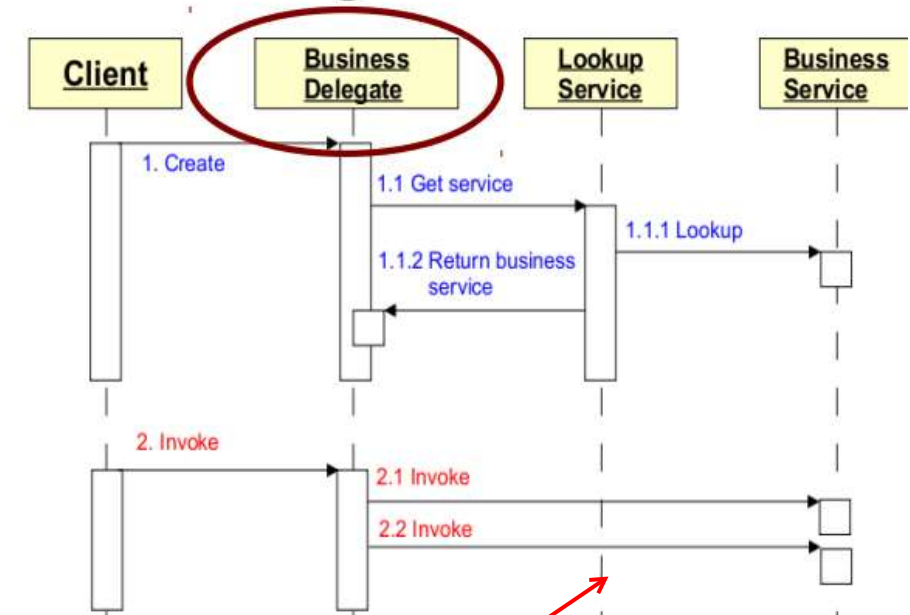 Client
Business
Delegate
Lookup
Service
Business
Service
1. Create
1.1 Get service
1.1.1 Lookup
1.1.2 Return business
service
2. Invoke
2.1 Invoke
2.2 Invoke